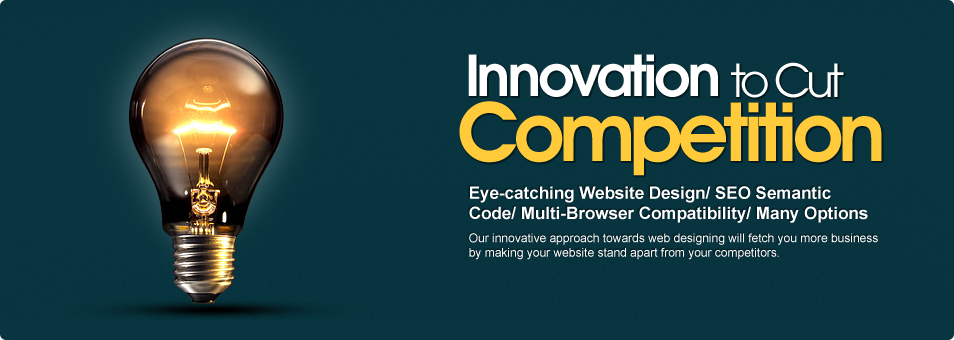 Innovation to Cut
Competition
Eye-catching Website Design/ SEO Semantic
Code/ Multi-Browser Compatibility/ Many Options
Our innovative approach towards web designing will fetch you more business
by making your website stand apart from your competitors.